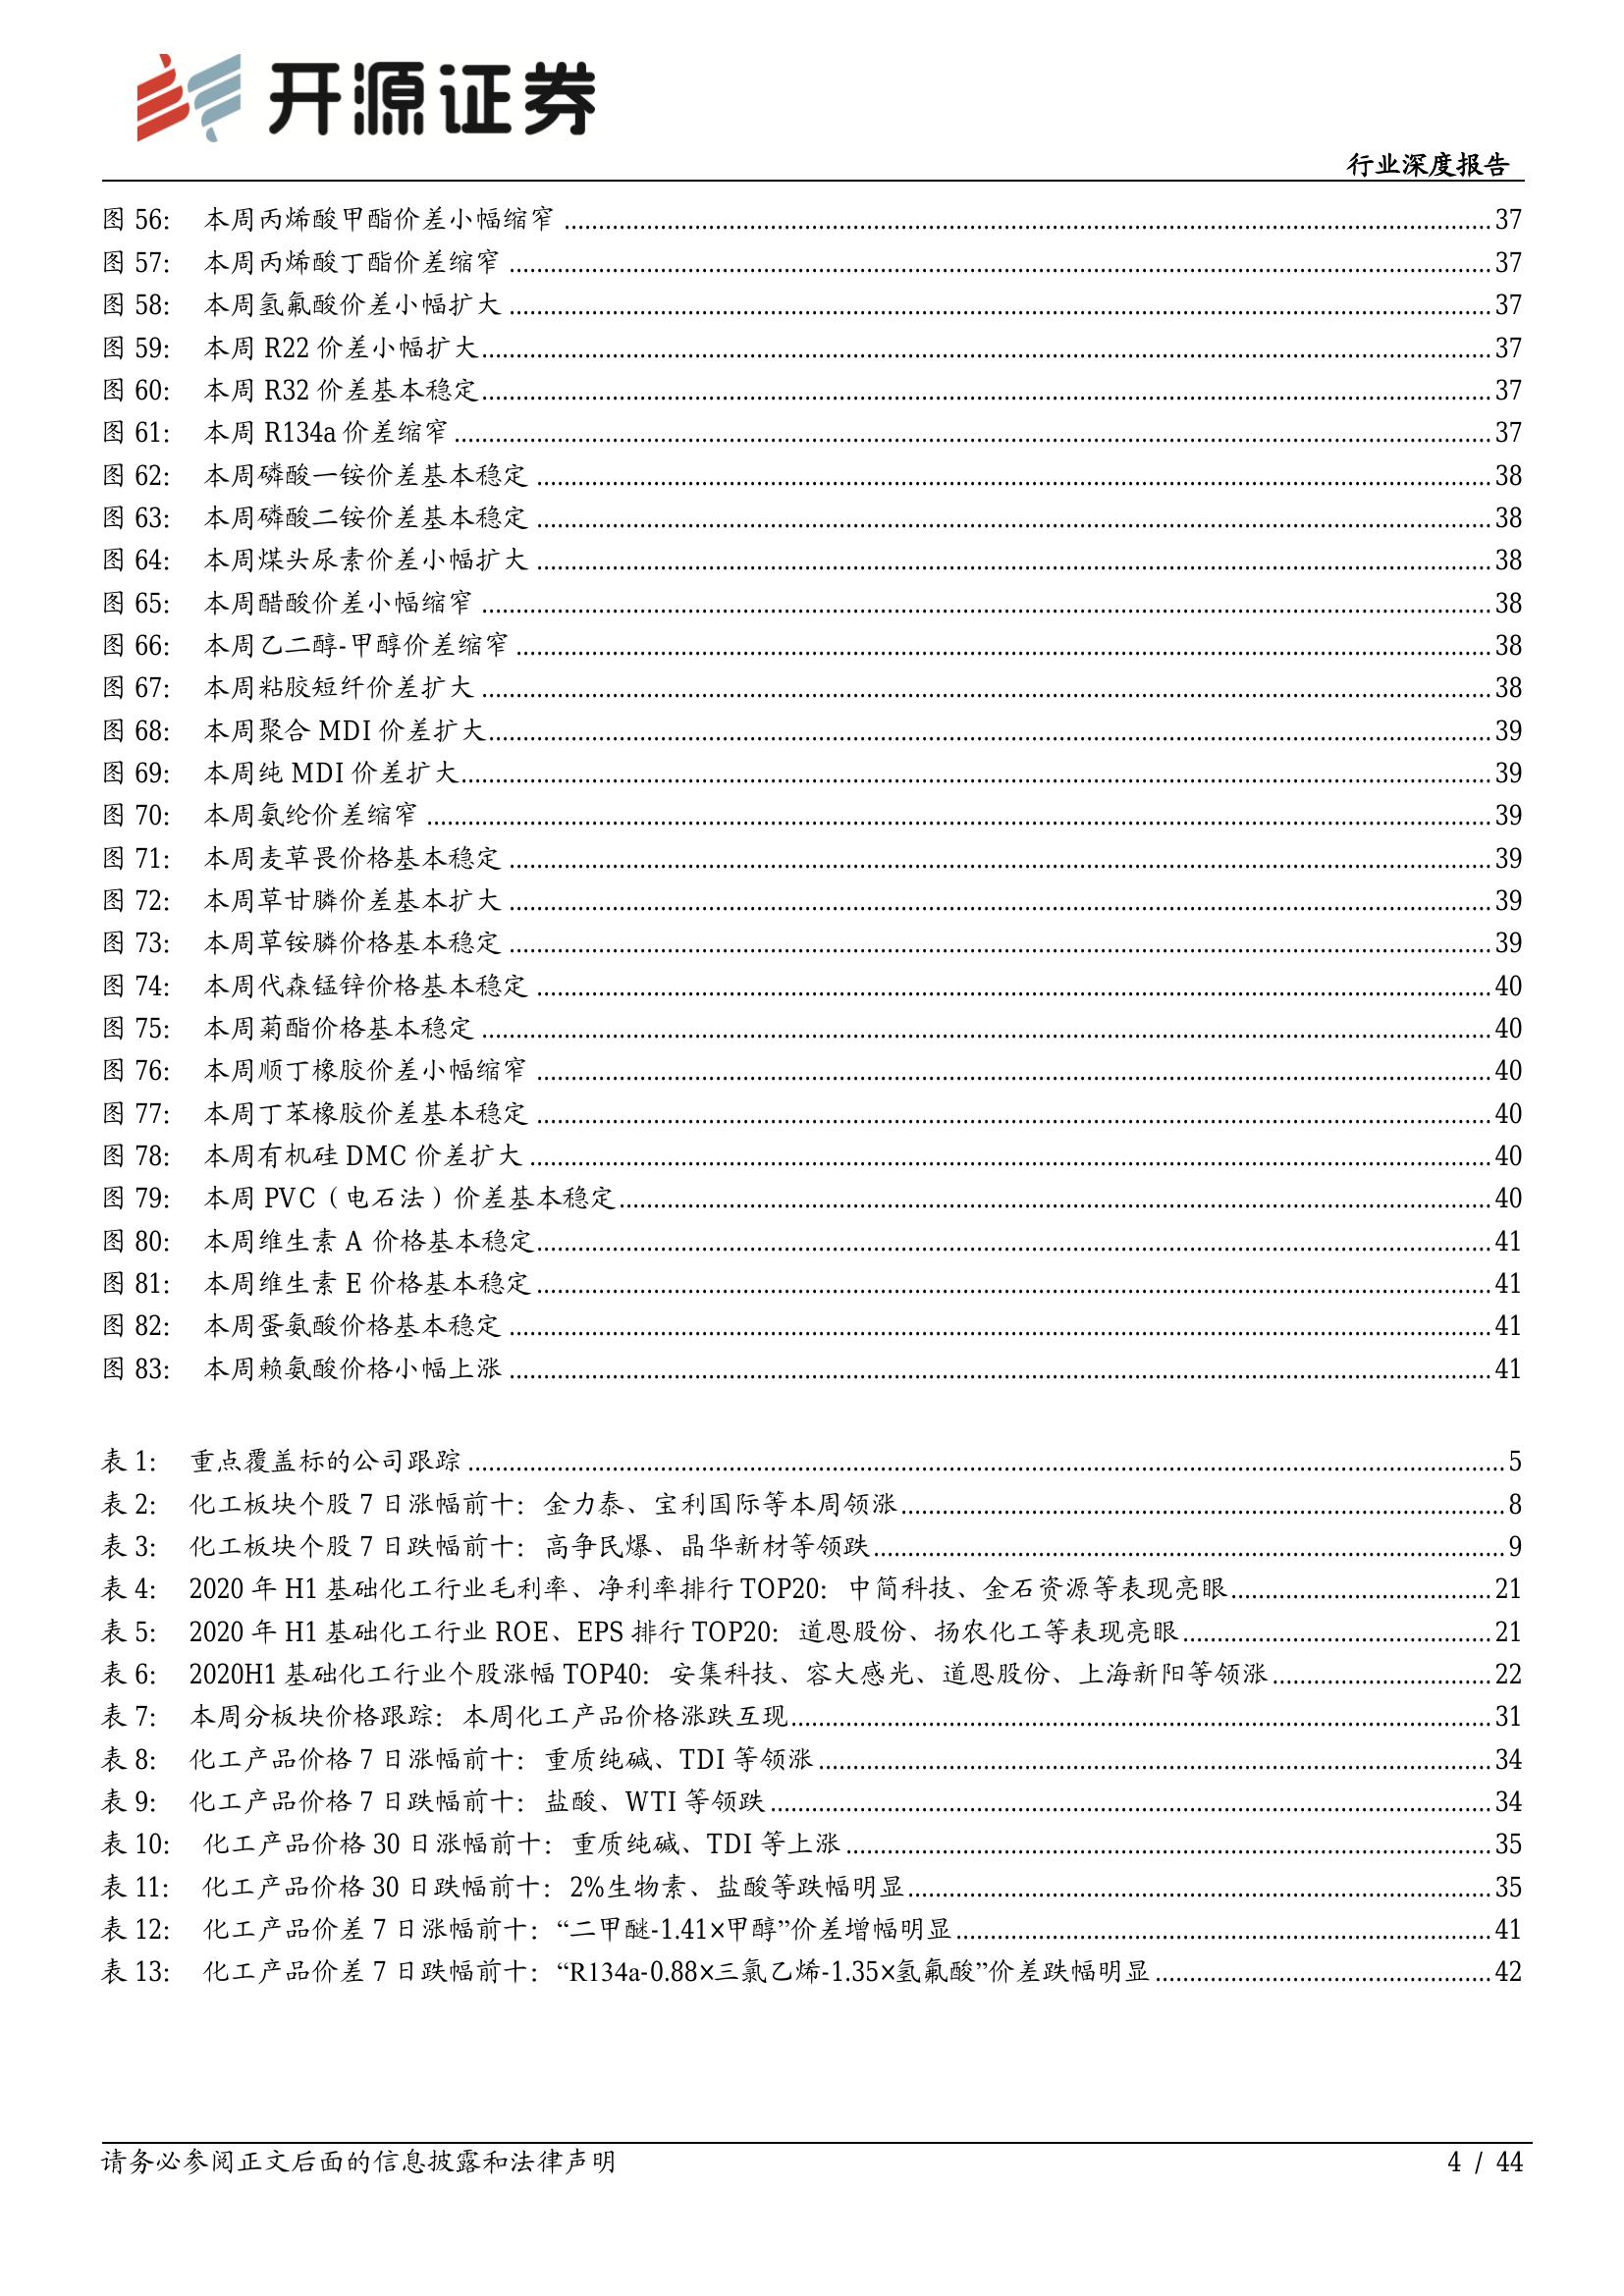 开源证券
行业深度报告
图 56： 本周丙烯酸甲酯价差小幅缩窄 37
图 57： 本周丙烯酸丁酯价差缩窄 37
图 58： 本周氢氟酸价差小幅扩大 37
图 59： 本周 R22 价差小幅扩大 37
图 60： 本周 R32 价差基本稳定 37
图 61： 本周 R134a 价差缩窄 37
图 62： 本周磷酸一铵价差基本稳定 38
图 63： 本周磷酸二铵价差基本稳定 38
图 64： 本周煤头尿素价差小幅扩大 38
图 65： 本周醋酸价差小幅缩窄 38
图 66： 本周乙二醇-甲醇价差缩窄 38
图 67： 本周粘胶短纤价差扩大 38
图 68： 本周聚合 MDI 价差扩大 39
图 69： 本周纯 MDI 价差扩大 39
图 70： 本周氨纶价差缩窄 39
图 71： 本周麦草畏价格基本稳定 39
图 72： 本周草甘膦价差基本扩大 39
图 73： 本周草铵膦价格基本稳定 39
图 74： 本周代森锰锌价格基本稳定 40
图 75： 本周菊酯价格基本稳定 40
图 76： 本周顺丁橡胶价差小幅缩窄 40
图 77： 本周丁苯橡胶价差基本稳定 40
图 78： 本周有机硅 DMC 价差扩大 40
图 79： 本周 PVC（电石法）价差基本稳定 40
图 80： 本周维生素 A 价格基本稳定 41
图 81： 本周维生素 E 价格基本稳定 41
图 82： 本周蛋氨酸价格基本稳定 41
图 83： 本周赖氨酸价格小幅上涨 41
表 1： 重点覆盖标的公司跟踪 5
表 2： 化工板块个股 7 日涨幅前十：金力泰、宝利国际等本周领涨 8
表 3： 化工板块个股 7 日跌幅前十：高争民爆、晶华新材等领跌 9
表 4： 2020 年 H1 基础化工行业毛利率、净利率排行 TOP20：中简科技、金石资源等表现亮眼 21
表 5： 2020 年 H1 基础化工行业 ROE、EPS 排行 TOP20：道恩股份、扬农化工等表现亮眼 21
表 6： 2020H1 基础化工行业个股涨幅 TOP40：安集科技、容大感光、道恩股份、上海新阳等领涨 22
表 7： 本周分板块价格跟踪：本周化工产品价格涨跌互现 31
表 8： 化工产品价格 7 日涨幅前十：重质纯碱、TDI 等领涨 34
表 9： 化工产品价格 7 日跌幅前十：盐酸、WTI 等领跌 34
表 10： 化工产品价格 30 日涨幅前十：重质纯碱、TDI 等上涨 35
表 11： 化工产品价格 30 日跌幅前十：2%生物素、盐酸等跌幅明显 35
表 12： 化工产品价差 7 日涨幅前十：“二甲醚-1.41×甲醇”价差增幅明显 41
表 13： 化工产品价差 7 日跌幅前十：“R134a-0.88×三氯乙烯-1.35×氢氟酸”价差跌幅明显 42
请务必参阅正文后面的信息披露和法律声明 4 / 44